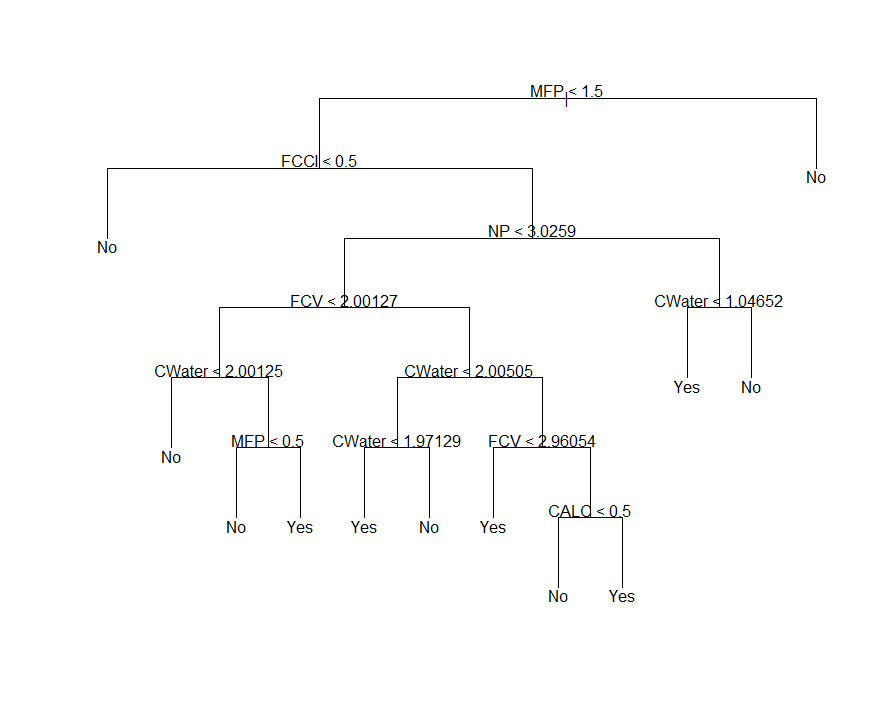 MFP < 1.5
FCCI < 0.5
No
No
NP < 3.0259
FCV < 2.00127
CWater < 1.04652
CWater < 2.00125
CWater < 2.00505
Yes
No
No
MFP < 0.5
CWater < 1.97129
FCV < 2.96054
No
Yes
Yes
No
Yes
CALC < 0.5
No
Yes